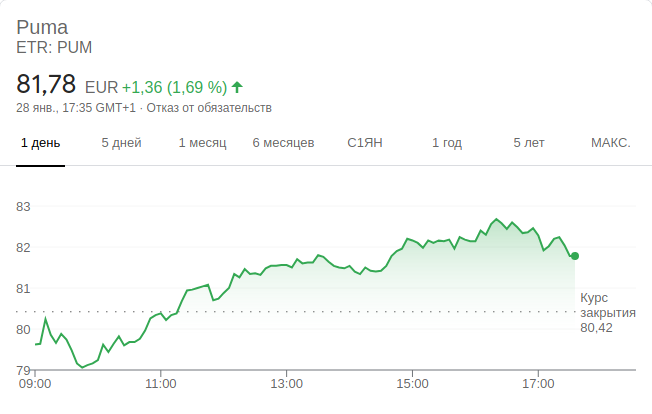 Puma
ETR: PUM
81,78 EUR +1,36 (1,69 %)
28 янв., 17:35 GMT+1 · Отказ от обязательств
1 день 5 дней 1 месяц 6 месяцев С1ЯН 1 год 5 лет МАКС.
83
82
81
Курс
закрытия
80,42
80
79
09:00 11:00 13:00 15:00 17:00